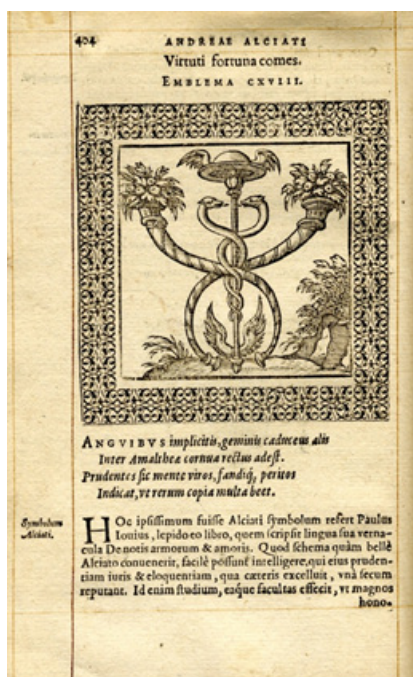 404
ANDREAE ALCIATI
Virtuti fortuna comes.
EMBLEMA CXVIII.
ANGVIBVS implicitis, geminis caduceus alis
Inter Amaltheæ cornua rectus adest.
Prudentes sic mente viros, fandiq́, peritos
Indicat, vt rerum copia multa beet.
Symbolum
Alciati.
HOc ipsissimum fuisse Alciati symbolum refert Paulus
Iouius, lepido eo libro, quem scripsit lingua sua verna-
cula De notis armorum & amoris. Quod schema quàm bellè
Alciato conuenerit, facilè possunt intelligere, qui eius pruden-
tiam iuris & eloquentiam, qua cæteris excelluit, vnà secum
reputant. Id enim studium, eaque facultas effecit, vt magnos
hono-